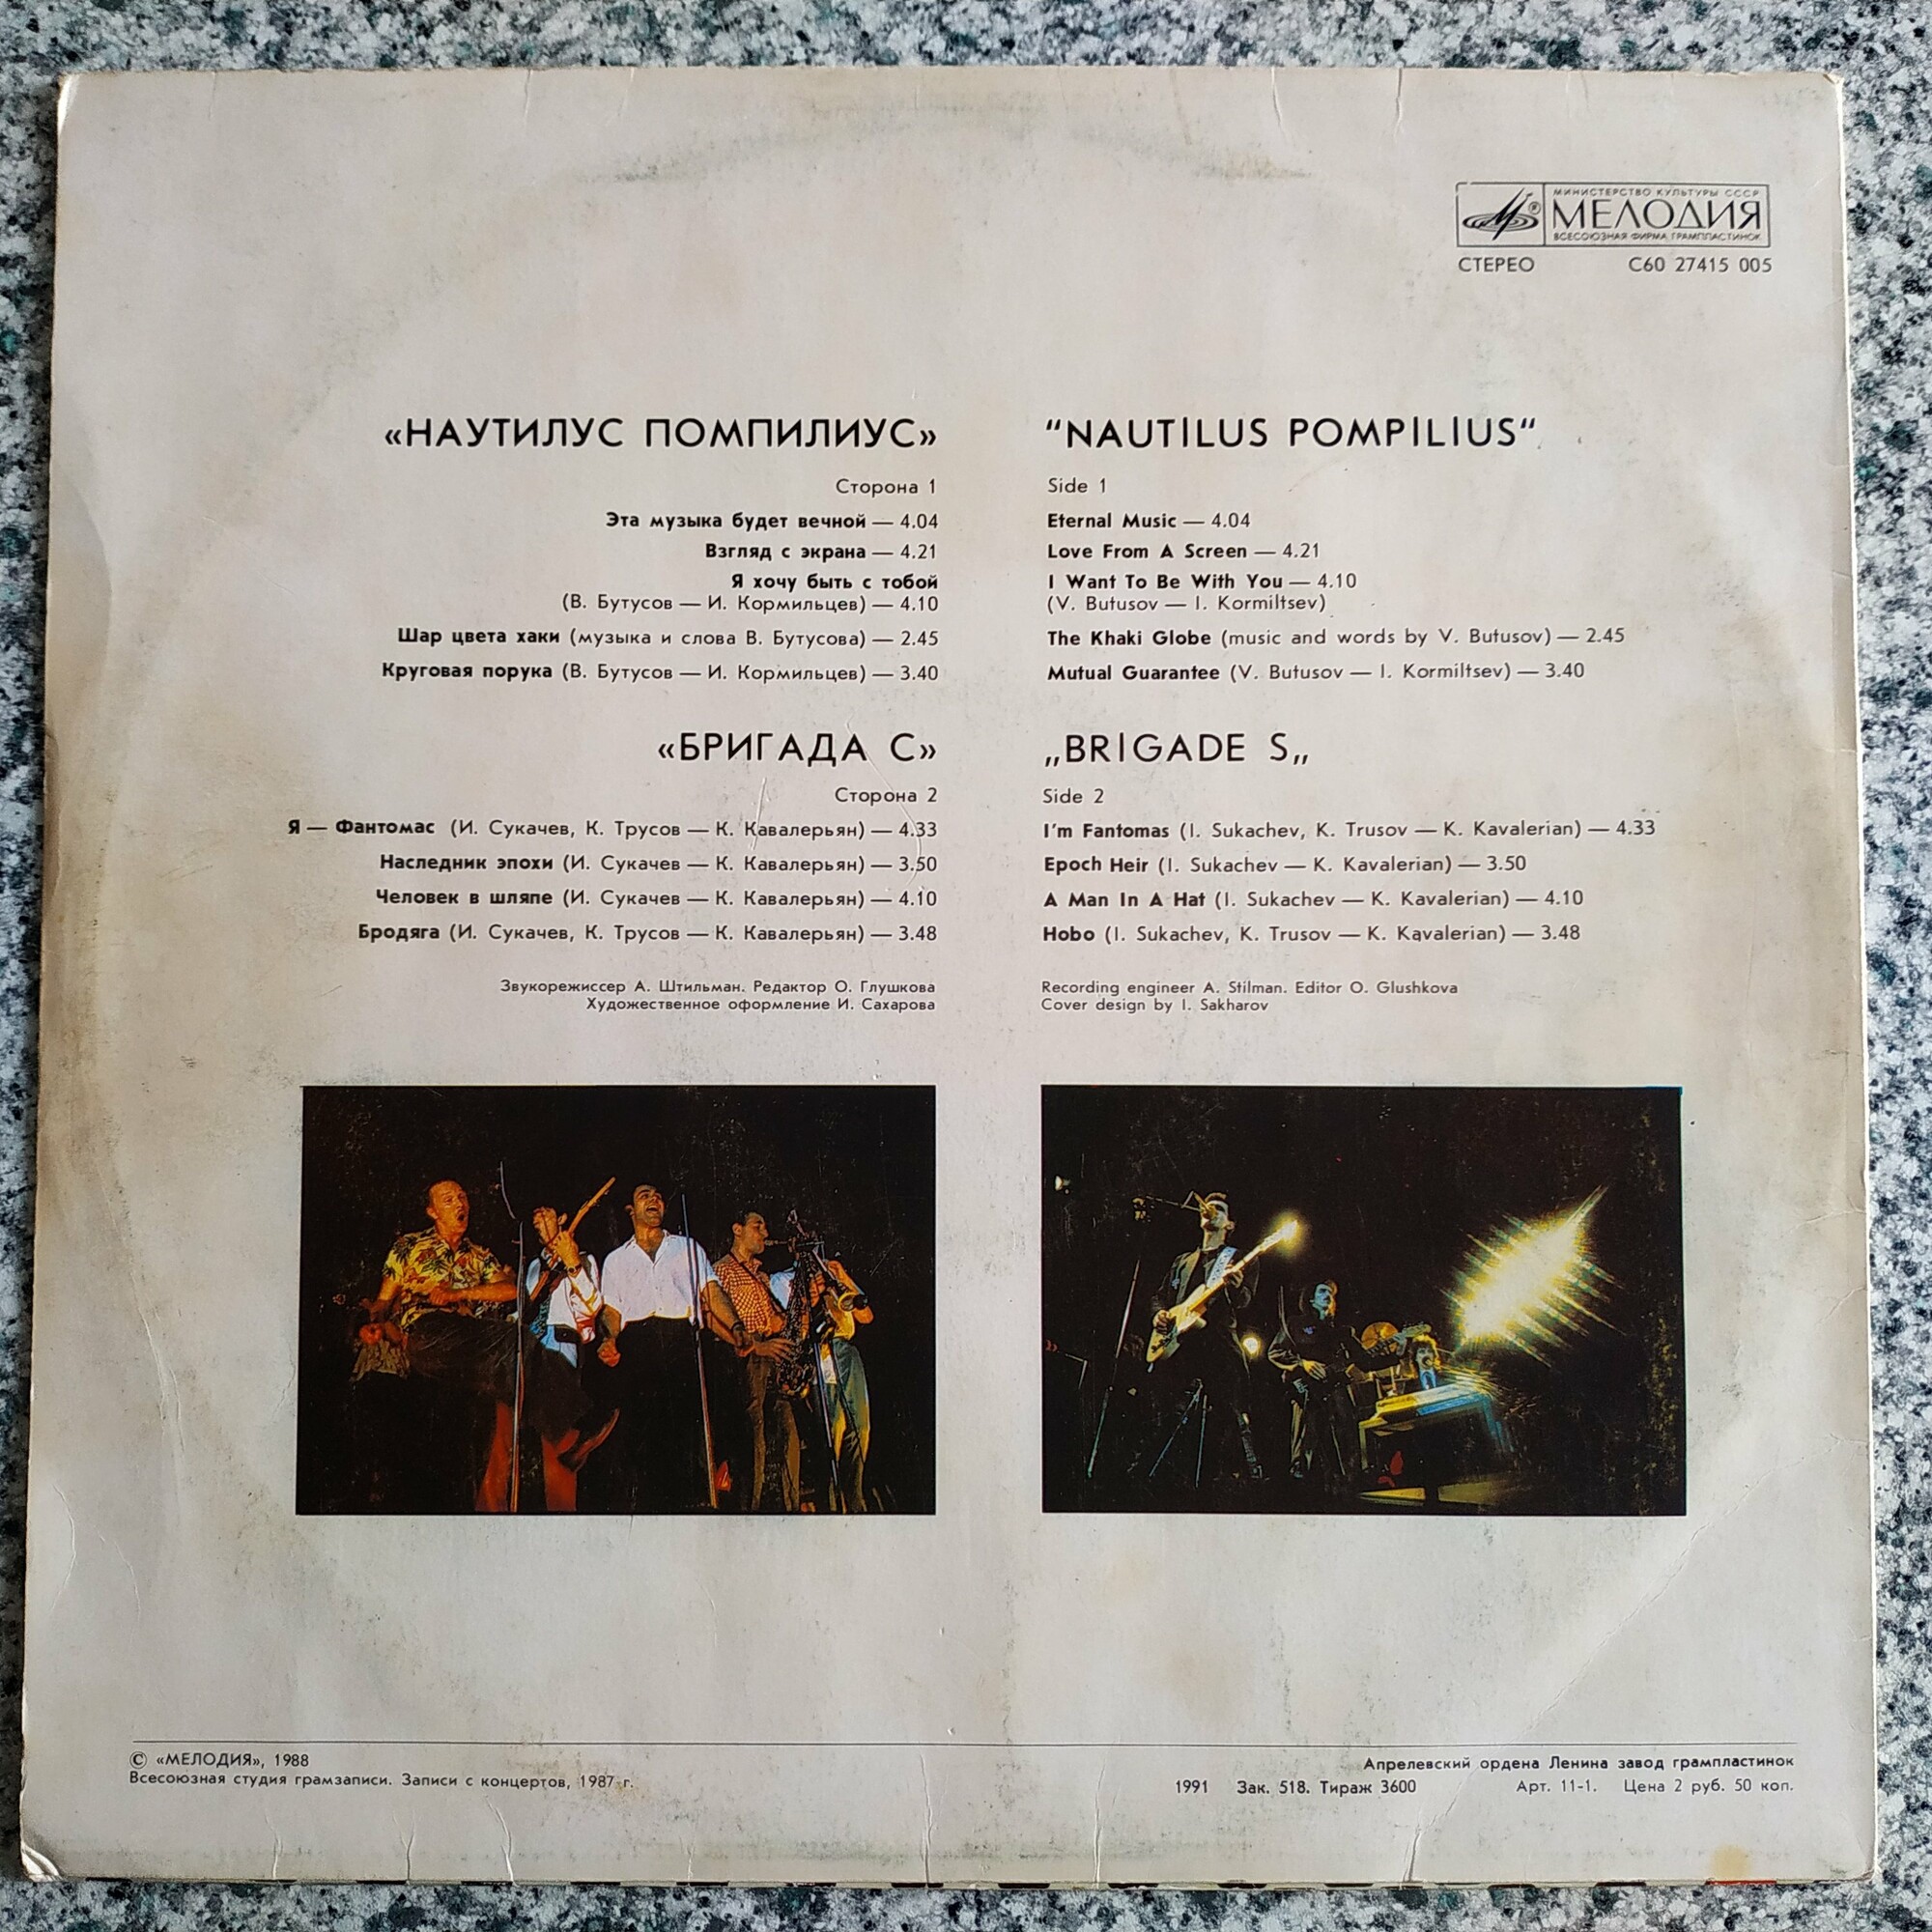 МИНИСТЕРСТВО КУЛЬТУРЫ СССР
МЕЛОДИЯ
ВСЕСОЮЗНАЯ ФИРМА ГРАМПЛАСТИНОК
СТЕРЕО С60 27415 005
«НАУТИЛУС ПОМПИЛИУС»
Сторона 1
Эта музыка будет вечной — 4.04
Взгляд с экрана — 4.21
Я хочу быть с тобой
(В. Бутусов — И. Кормильцев) — 4.10
Шар цвета хаки (музыка и слова В. Бутусова) — 2.45
Круговая порука (В. Бутусов — И. Кормильцев) — 3.40
«БРИГАДА С»
Сторона 2
Я — Фантомас (И. Сукачев, К. Трусов — К. Кавалерьян) — 4.33
Наследник эпохи (И. Сукачев — К. Кавалерьян) — 3.50
Человек в шляпе (И. Сукачев — К. Кавалерьян) — 4.10
Бродяга (И. Сукачев, К. Трусов — К. Кавалерьян) — 3.48
Звукорежиссер А. Штильман. Редактор О. Глушкова
Художественное оформление И. Сахарова
"NAUTILUS POMPILIUS"
Side 1
Eternal Music — 4.04
Love From A Screen — 4.21
I Want To Be With You — 4.10
(V. Butusov — I. Kormiltsev)
The Khaki Globe (music and words by V. Butusov) — 2.45
Mutual Guarantee (V. Butusov — I. Kormiltsev) — 3.40
„BRIGADE S„
Side 2
I'm Fantomas (I. Sukachev, K. Trusov — K. Kavalerian) — 4.33
Epoch Heir (I. Sukachev — K. Kavalerian) — 3.50
A Man In A Hat (I. Sukachev — K. Kavalerian) — 4.10
Hobo (I. Sukachev, K. Trusov — K. Kavalerian) — 3.48
Recording engineer A. Stilman. Editor O. Glushkova
Cover design by I. Sakharov
© «МЕЛОДИЯ», 1988
Всесоюзная студия грамзаписи. Записи с концертов, 1987 г.
Апрелевский ордена Ленина завод грампластинок
1991 Зак. 518. Тираж 3600 Арт. 11-1. Цена 2 руб. 50 коп.